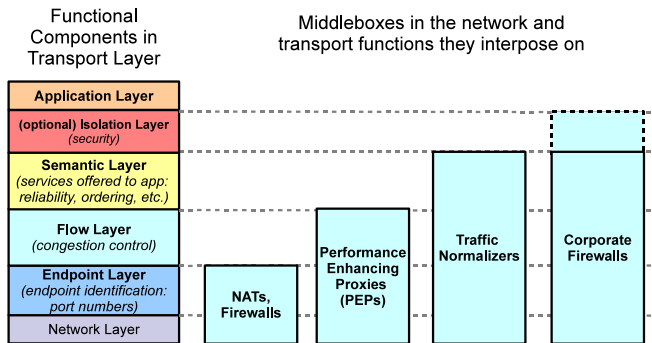 Functional
Components in
Transport Layer
Middleboxes in the network and
transport functions they interpose on
Application Layer
(optional) Isolation Layer
(security)
Semantic Layer
(services offered to app:
reliability, ordering, etc.)
Flow Layer
(congestion control)
Endpoint Layer
(endpoint identification:
port numbers)
Network Layer
NATs,
Firewalls
Performance
Enhancing
Proxies
(PEPs)
Traffic
Normalizers
Corporate
Firewalls